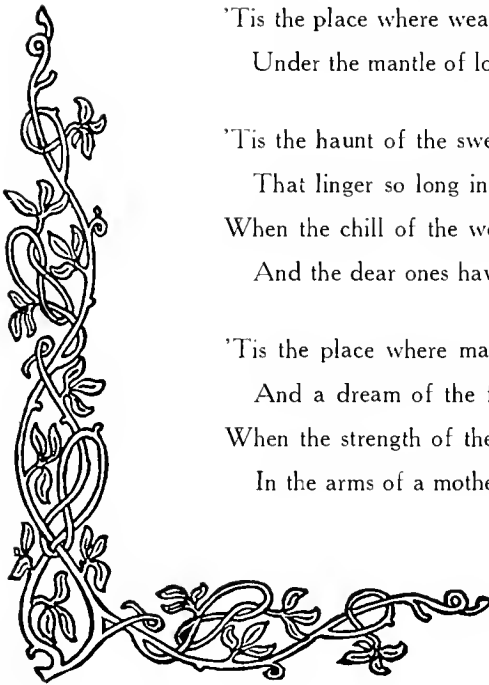 'Tis the place where wea
Under the mantle of lo
'Tis the haunt of the swe
That linger so long in
When the chill of the wo
And the dear ones hav
'Tis the place where ma
And a dream of the
When the strength of the
In the arms of a mothe